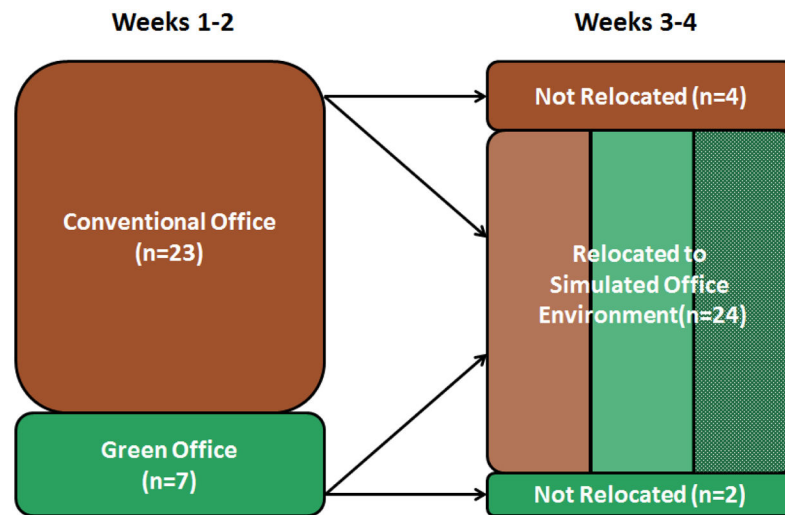 Weeks 1-2
Weeks 3-4
Conventional Office
(n=23)
Green Office
(n=7)
Not Relocated (n=4)
Relocated to
Simulated Office
Environment(n=24)
Not Relocated (n=2)